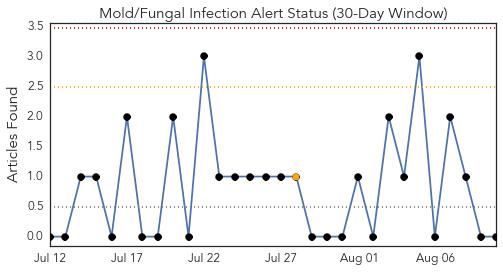 Mold/Fungal Infection Alert Status (30-Day Window)
Articles Found
3.5
3.0
2.5
2.0
1.5
1.0
0.5
0.0
Jul 12 Jul 17 Jul 22 Jul 27 Aug 01 Aug 06